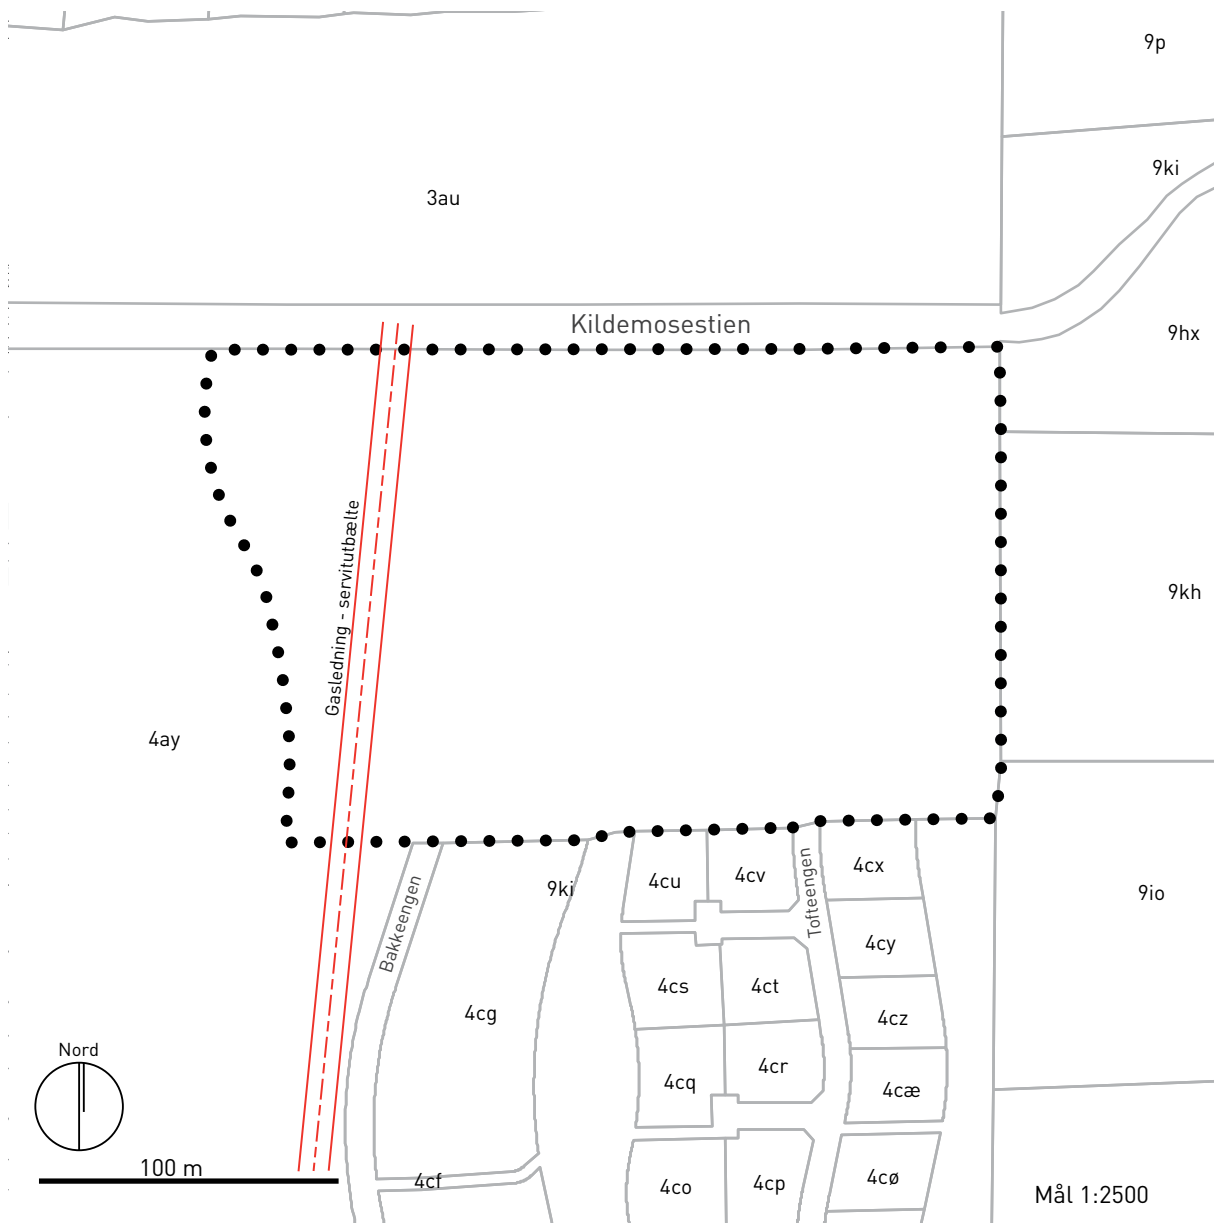 9p
9ki
3au
Kildemosestien
9hx
Gasledning - servitutbælte
9kh
4ay
4cx
4cv
4cu
9ki
9io
Tofteengen
Bakkeengen
4cy
4cs
4ct
4cg
4cz
Nord
4cr
4cq
4cæ
100 m
4cf
4cø
4cp
4co
Mål 1:2500